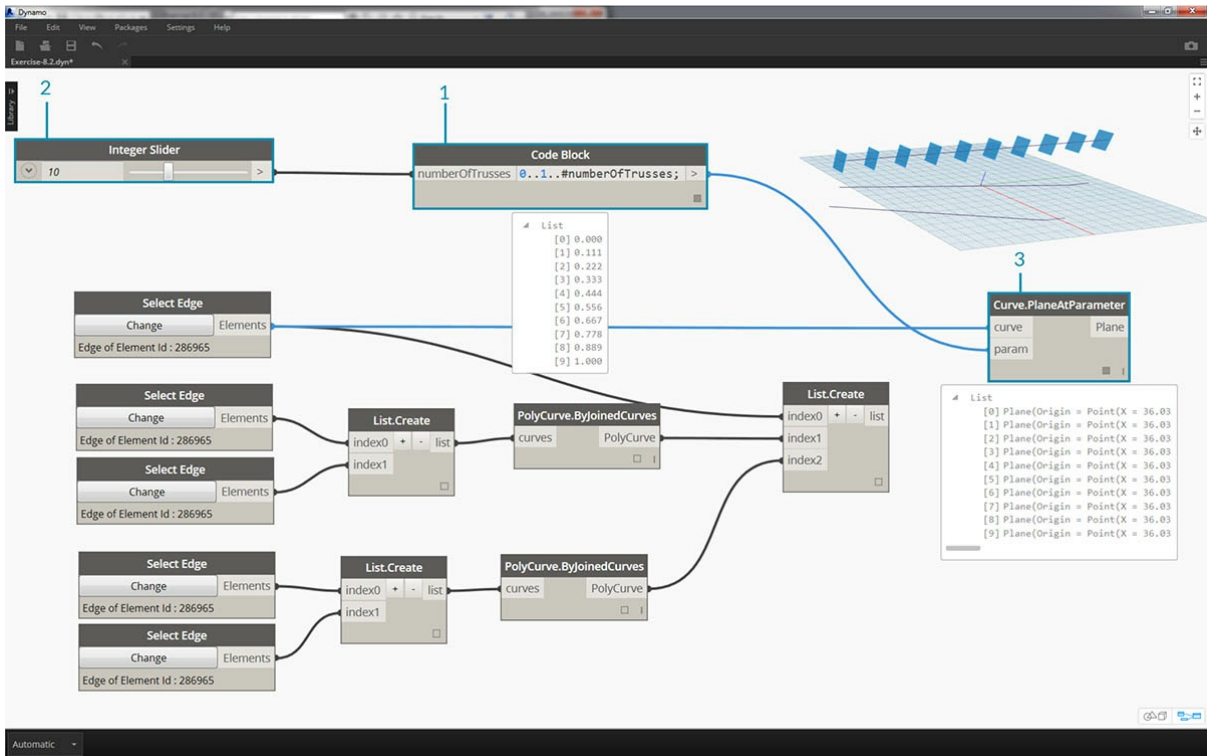 Dynamo
File Edit View Packages Settings Help
Exercise-8.2.dyn*
Library
2
1
Integer Slider
10 >
Code Block
numberOfTrusses 0..1..#numberOfTrusses; >
List
[0] 0.000
[1] 0.111
[2] 0.222
[3] 0.333
[4] 0.444
[5] 0.556
[6] 0.667
[7] 0.778
[8] 0.889
[9] 1.000
3
Curve.PlaneAtParameter
curve Plane
param
List
[0] Plane(Origin = Point(X = 36.03
[1] Plane(Origin = Point(X = 36.03
[2] Plane(Origin = Point(X = 36.03
[3] Plane(Origin = Point(X = 36.03
[4] Plane(Origin = Point(X = 36.03
[5] Plane(Origin = Point(X = 36.03
[6] Plane(Origin = Point(X = 36.03
[7] Plane(Origin = Point(X = 36.03
[8] Plane(Origin = Point(X = 36.03
[9] Plane(Origin = Point(X = 36.03
Select Edge
Change Elements
Edge of Element Id : 286965
Select Edge
Change Elements
Edge of Element Id : 286965
Select Edge
Change Elements
Edge of Element Id : 286965
List.Create
index0 + - list
index1
PolyCurve.ByJoinedCurves
curves PolyCurve
List.Create
index0 + - list
index1
index2
Select Edge
Change Elements
Edge of Element Id : 286965
Select Edge
Change Elements
Edge of Element Id : 286965
List.Create
index0 + - list
index1
PolyCurve.ByJoinedCurves
curves PolyCurve
Automatic